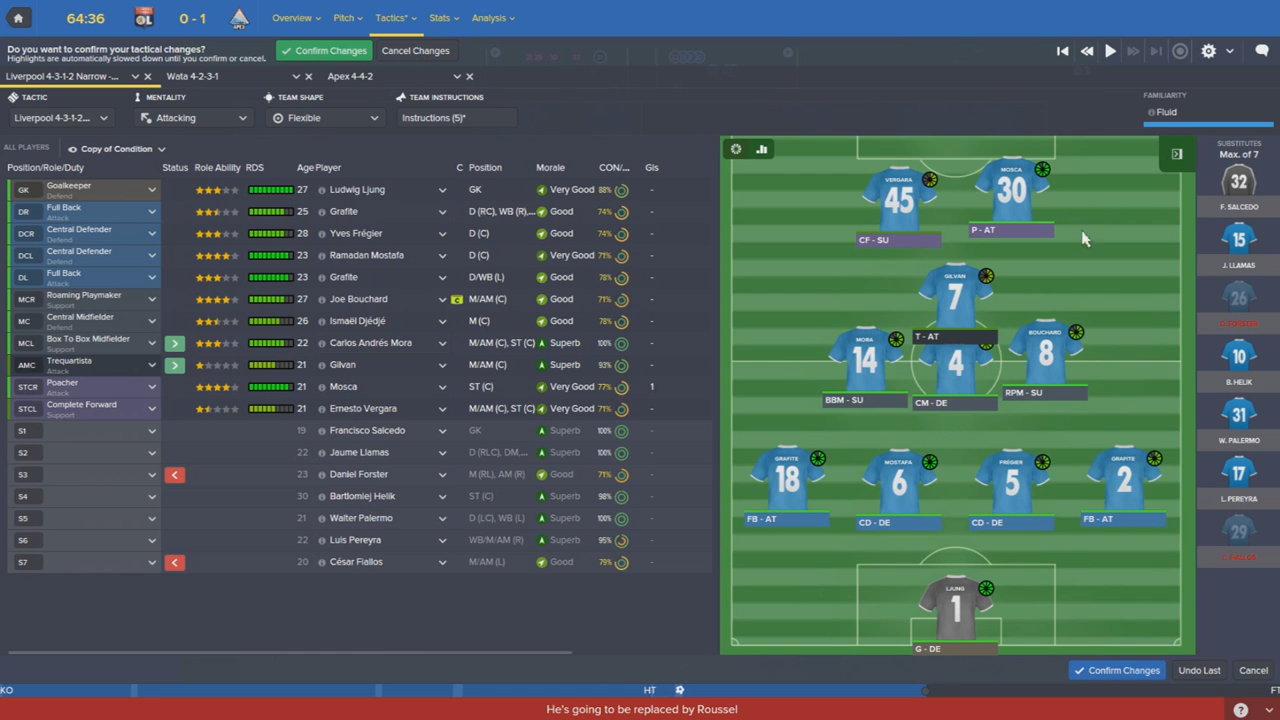 64:36
OL
0 - 1
APEX
Overview
Pitch
Tactics*
Stats
Analysis
Do you want to confirm your tactical changes?
Highlights are automatically slowed down until you confirm or cancel.
Confirm Changes
Cancel Changes
Liverpool 4-3-1-2 Narrow -...
Wata 4-2-3-1
Apex 4-4-2
TACTIC
MENTALITY
TEAM SHAPE
TEAM INSTRUCTIONS
FAMILIARITY
Liverpool 4-3-1-2...
Attacking
Flexible
Instructions (5)*
Fluid
ALL PLAYERS
Copy of Condition
Position/Role/Duty Status Role Ability RDS Age Player C Position Morale CON/... Gls
GK Goalkeeper Defend 27 Ludwig Ljung GK Very Good 88% -
DR Full Back Attack 25 Grafite D (RC), WB (R),... Good 74% -
DCR Central Defender Defend 28 Yves Frégier D (C) Good 74% -
DCL Central Defender Defend 23 Ramadan Mostafa D (C) Very Good 71% -
DL Full Back Attack 23 Grafite D/WB (L) Good 78% -
MCR Roaming Playmaker Support 27 Joe Bouchard C M/AM (C) Good 71% -
MC Central Midfielder Defend 26 Ismaël Djédjé M (C) Good 78% -
MCL Box To Box Midfielder Support 22 Carlos Andrés Mora M/AM (C), ST (C) Superb 100% -
AMC Trequartista Attack 21 Gilvan M/AM (C) Superb 93% -
STCR Poacher Attack 21 Mosca ST (C) Very Good 77% 1
STCL Complete Forward Support 21 Ernesto Vergara M/AM (C), ST (C) Very Good 71% -
S1 19 Francisco Salcedo GK Superb 100% -
S2 22 Jaume Llamas D (RLC), DM,... Superb 100% -
S3 23 Daniel Forster M (RL), AM (R) Good 71% -
S4 30 Bartlomiej Helik ST (C) Superb 98% -
S5 21 Walter Palermo D (LC), WB (L) Superb 100% -
S6 22 Luis Pereyra WB/M/AM (R) Superb 95% -
S7 20 César Fiallos M/AM (L) Good 79% -
VERGARA
45
CF - SU
MOSCA
30
P - AT
GILVAN
7
T - AT
MORA
14
BBM - SU
4
CM - DE
BOUCHARD
8
RPM - SU
GRAFITE
18
FB - AT
MOSTAFA
6
CD - DE
FRÉGIER
5
CD - DE
GRAFITE
2
FB - AT
LJUNG
1
G - DE
SUBSTITUTES
Max. of 7
32
F. SALCEDO
15
J. LLAMAS
26
D. FORSTER
10
B. HELIK
31
W. PALERMO
17
L. PEREYRA
29
C. FIALLOS
Confirm Changes
Undo Last
Cancel
KO
HT
FT
He's going to be replaced by Roussel